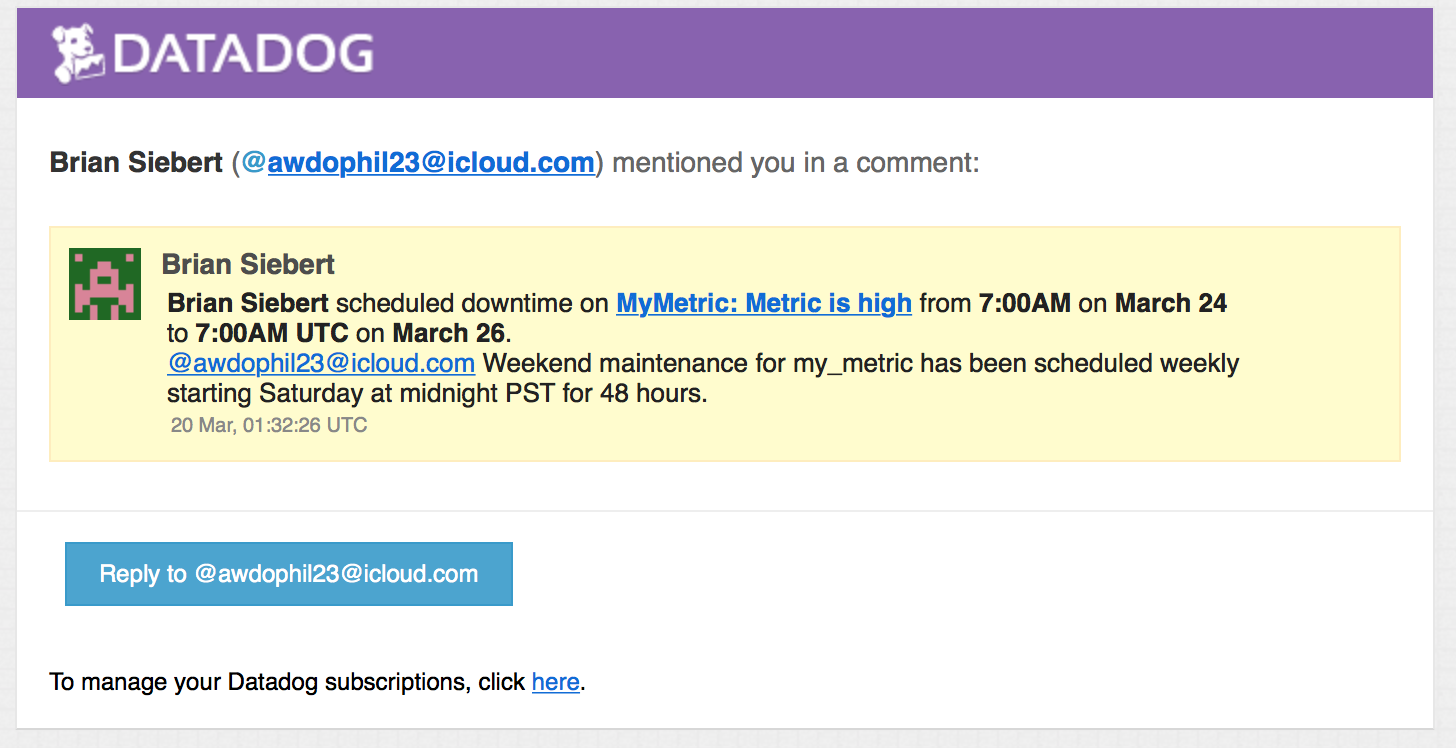 DATADOG
Brian Siebert (@awdophil23@icloud.com) mentioned you in a comment:
Brian Siebert
Brian Siebert scheduled downtime on MyMetric: Metric is high from 7:00AM on March 24
to 7:00AM UTC on March 26.
@awdophil23@icloud.com Weekend maintenance for my_metric has been scheduled weekly
starting Saturday at midnight PST for 48 hours.
20 Mar, 01:32:26 UTC
Reply to @awdophil23@icloud.com
To manage your Datadog subscriptions, click here.